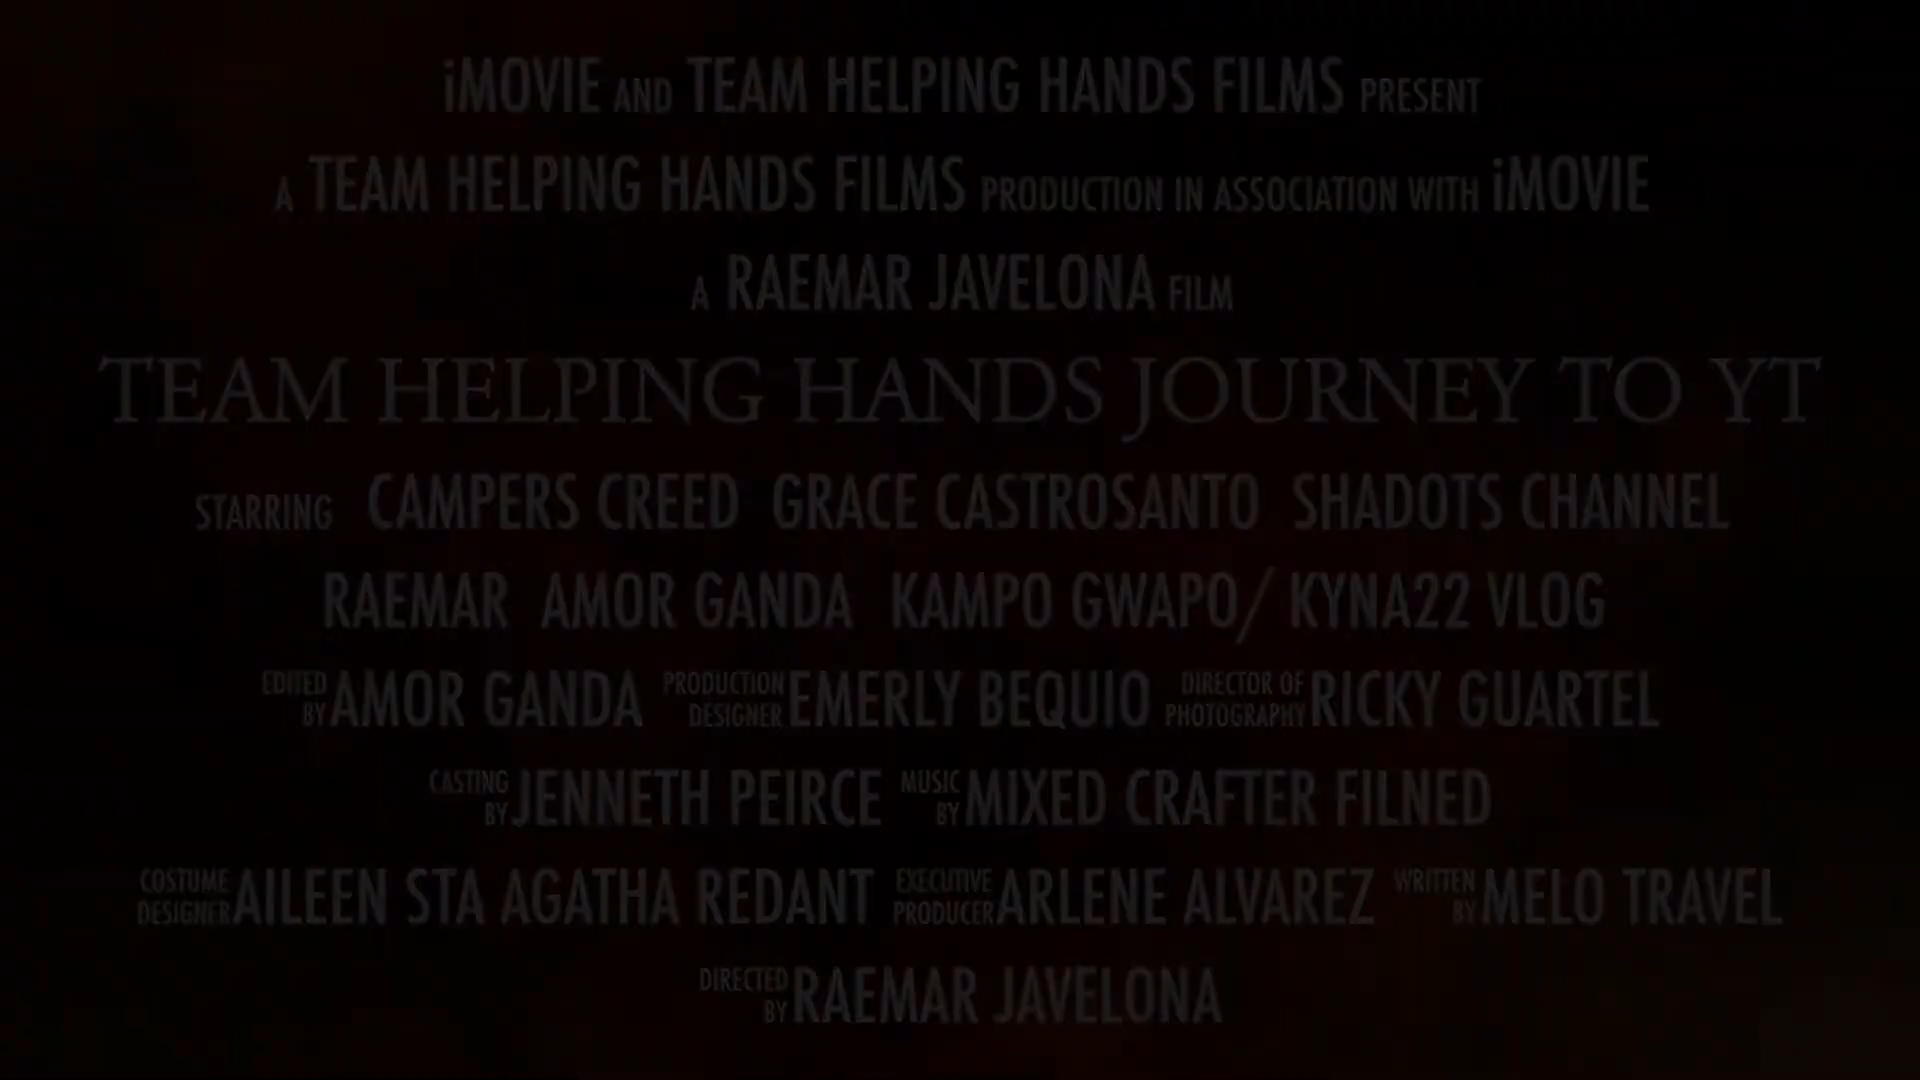 iMOVIE AND TEAM HELPING HANDS FILMS PRESENT
A TEAM HELPING HANDS FILMS PRODUCTION IN ASSOCIATION WITH iMOVIE
A RAEMAR JAVELONA FILM
TEAM HELPING HANDS JOURNEY TO YT
STARRING CAMPERS CREED GRACE CASTROSANTO SHADOTS CHANNEL
RAEMAR AMOR GANDA KAMPO GWAPO/ KYNA22 VLOG
EDITED BY AMOR GANDA PRODUCTION DESIGNER EMERLY BEQUIO DIRECTOR OF PHOTOGRAPHY RICKY GUARTEL
CASTING BY JENNETH PEIRCE MUSIC BY MIXED CRAFTER FILNED
COSTUME DESIGNER AILEEN STA AGATHA REDANT EXECUTIVE PRODUCER ARLENE ALVAREZ WRITTEN BY MELO TRAVEL
DIRECTED BY RAEMAR JAVELONA